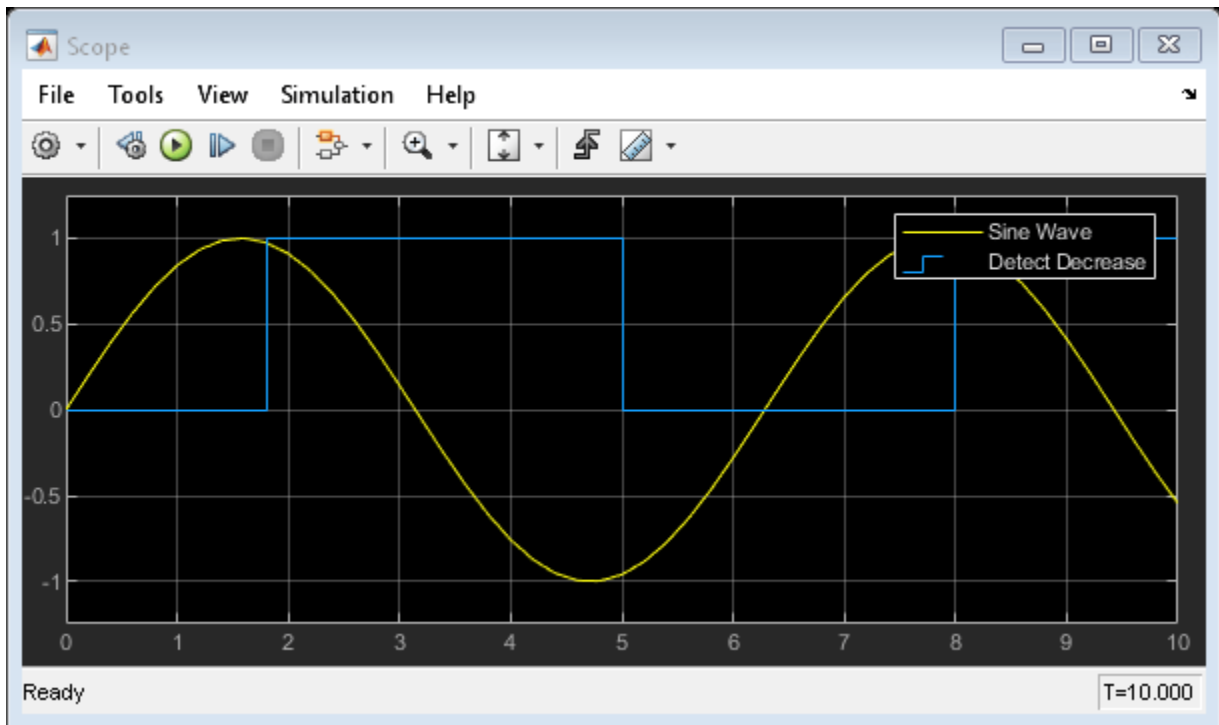 Scope
File Tools View Simulation Help
Sine Wave
Detect Decrease
1
0.5
0
-0.5
-1
0 1 2 3 4 5 6 7 8 9 10
Ready T=10.000